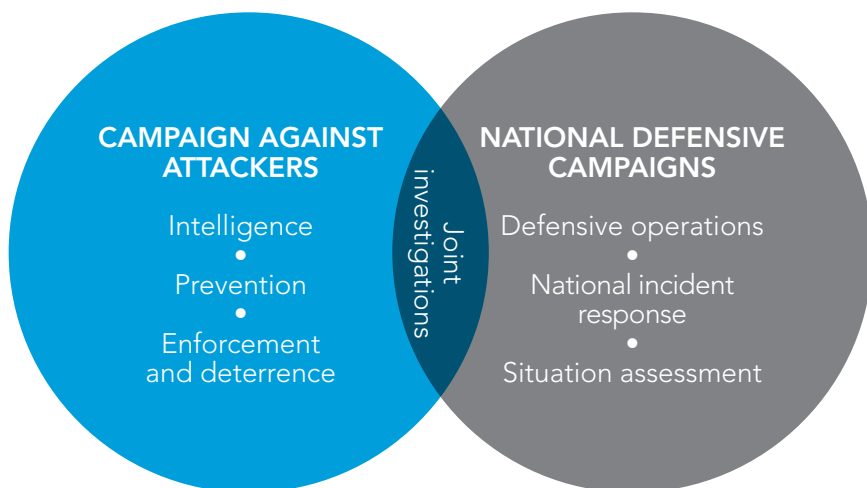 CAMPAIGN AGAINST
ATTACKERS
Intelligence
•
Prevention
•
Enforcement
and deterrence
Joint
investigations
NATIONAL DEFENSIVE
CAMPAIGNS
Defensive operations
•
National incident
response
•
Situation assessment